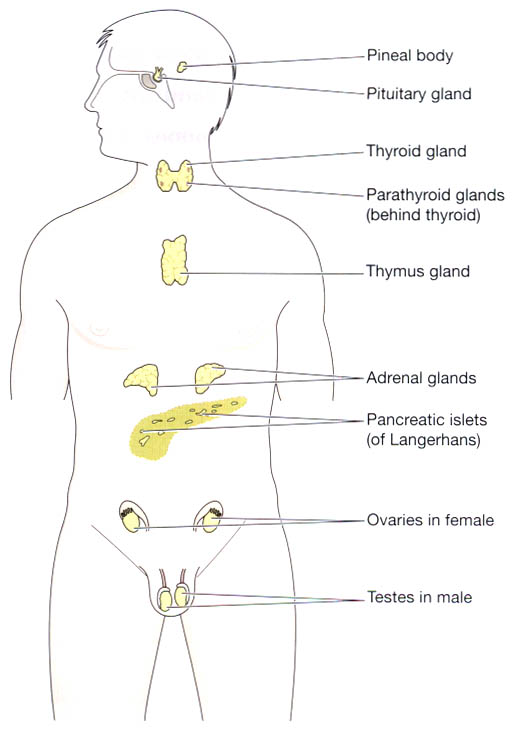 Pineal body
Pituitary gland
Thyroid gland
Parathyroid glands
(behind thyroid)
Thymus gland
Adrenal glands
Pancreatic islets
(of Langerhans)
Ovaries in female
Testes in male